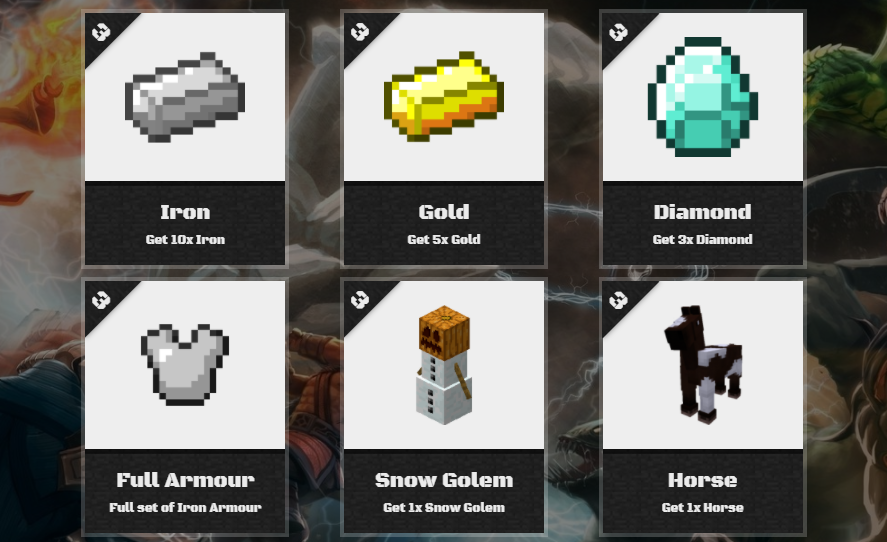 Iron
Get 10x Iron
Gold
Get 5x Gold
Diamond
Get 3x Diamond
Full Armour
Full set of Iron Armour
Snow Golem
Get 1x Snow Golem
Horse
Get 1x Horse